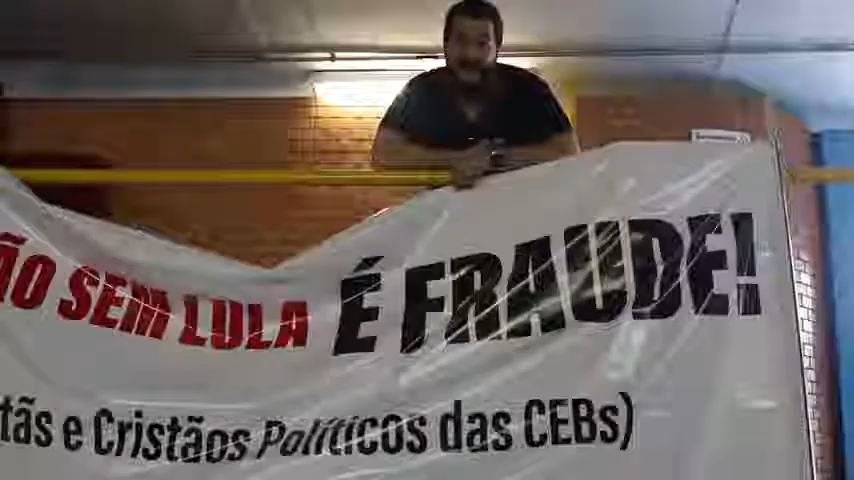 ÃO SEM LULA É FRAUDE!
tãs e Cristãos Políticos das CEBs)